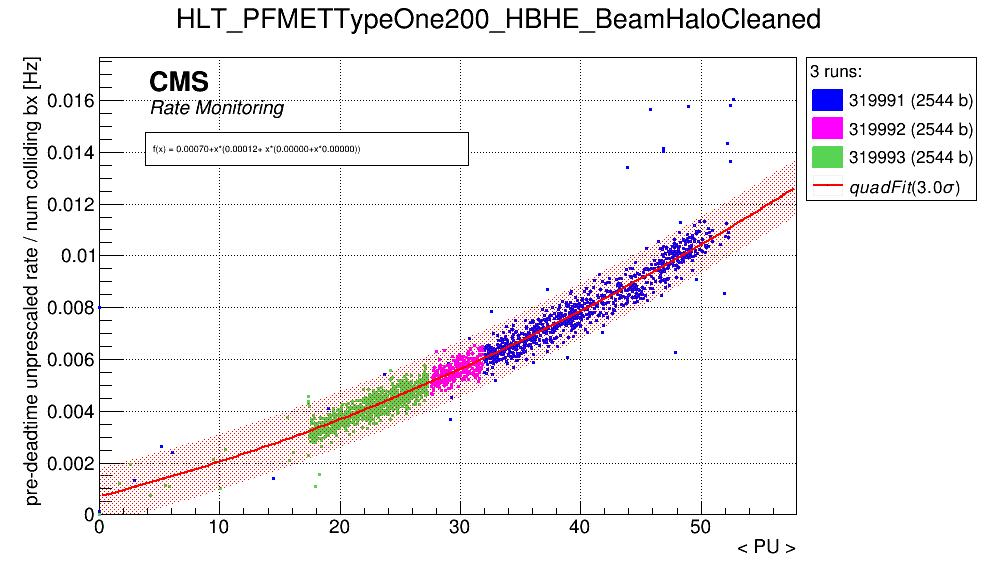 HLT_PFMETTypeOne200_HBHE_BeamHaloCleaned
pre-deadtime unprescaled rate / num colliding bx [Hz]
CMS
Rate Monitoring
f(x) = 0.00070+x*(0.00012+ x*(0.00000+x*0.00000))
3 runs:
319991 (2544 b)
319992 (2544 b)
319993 (2544 b)
quadFit(3.0σ)
0.016
0.014
0.012
0.01
0.008
0.006
0.004
0.002
0
0 10 20 30 40 50
< PU >